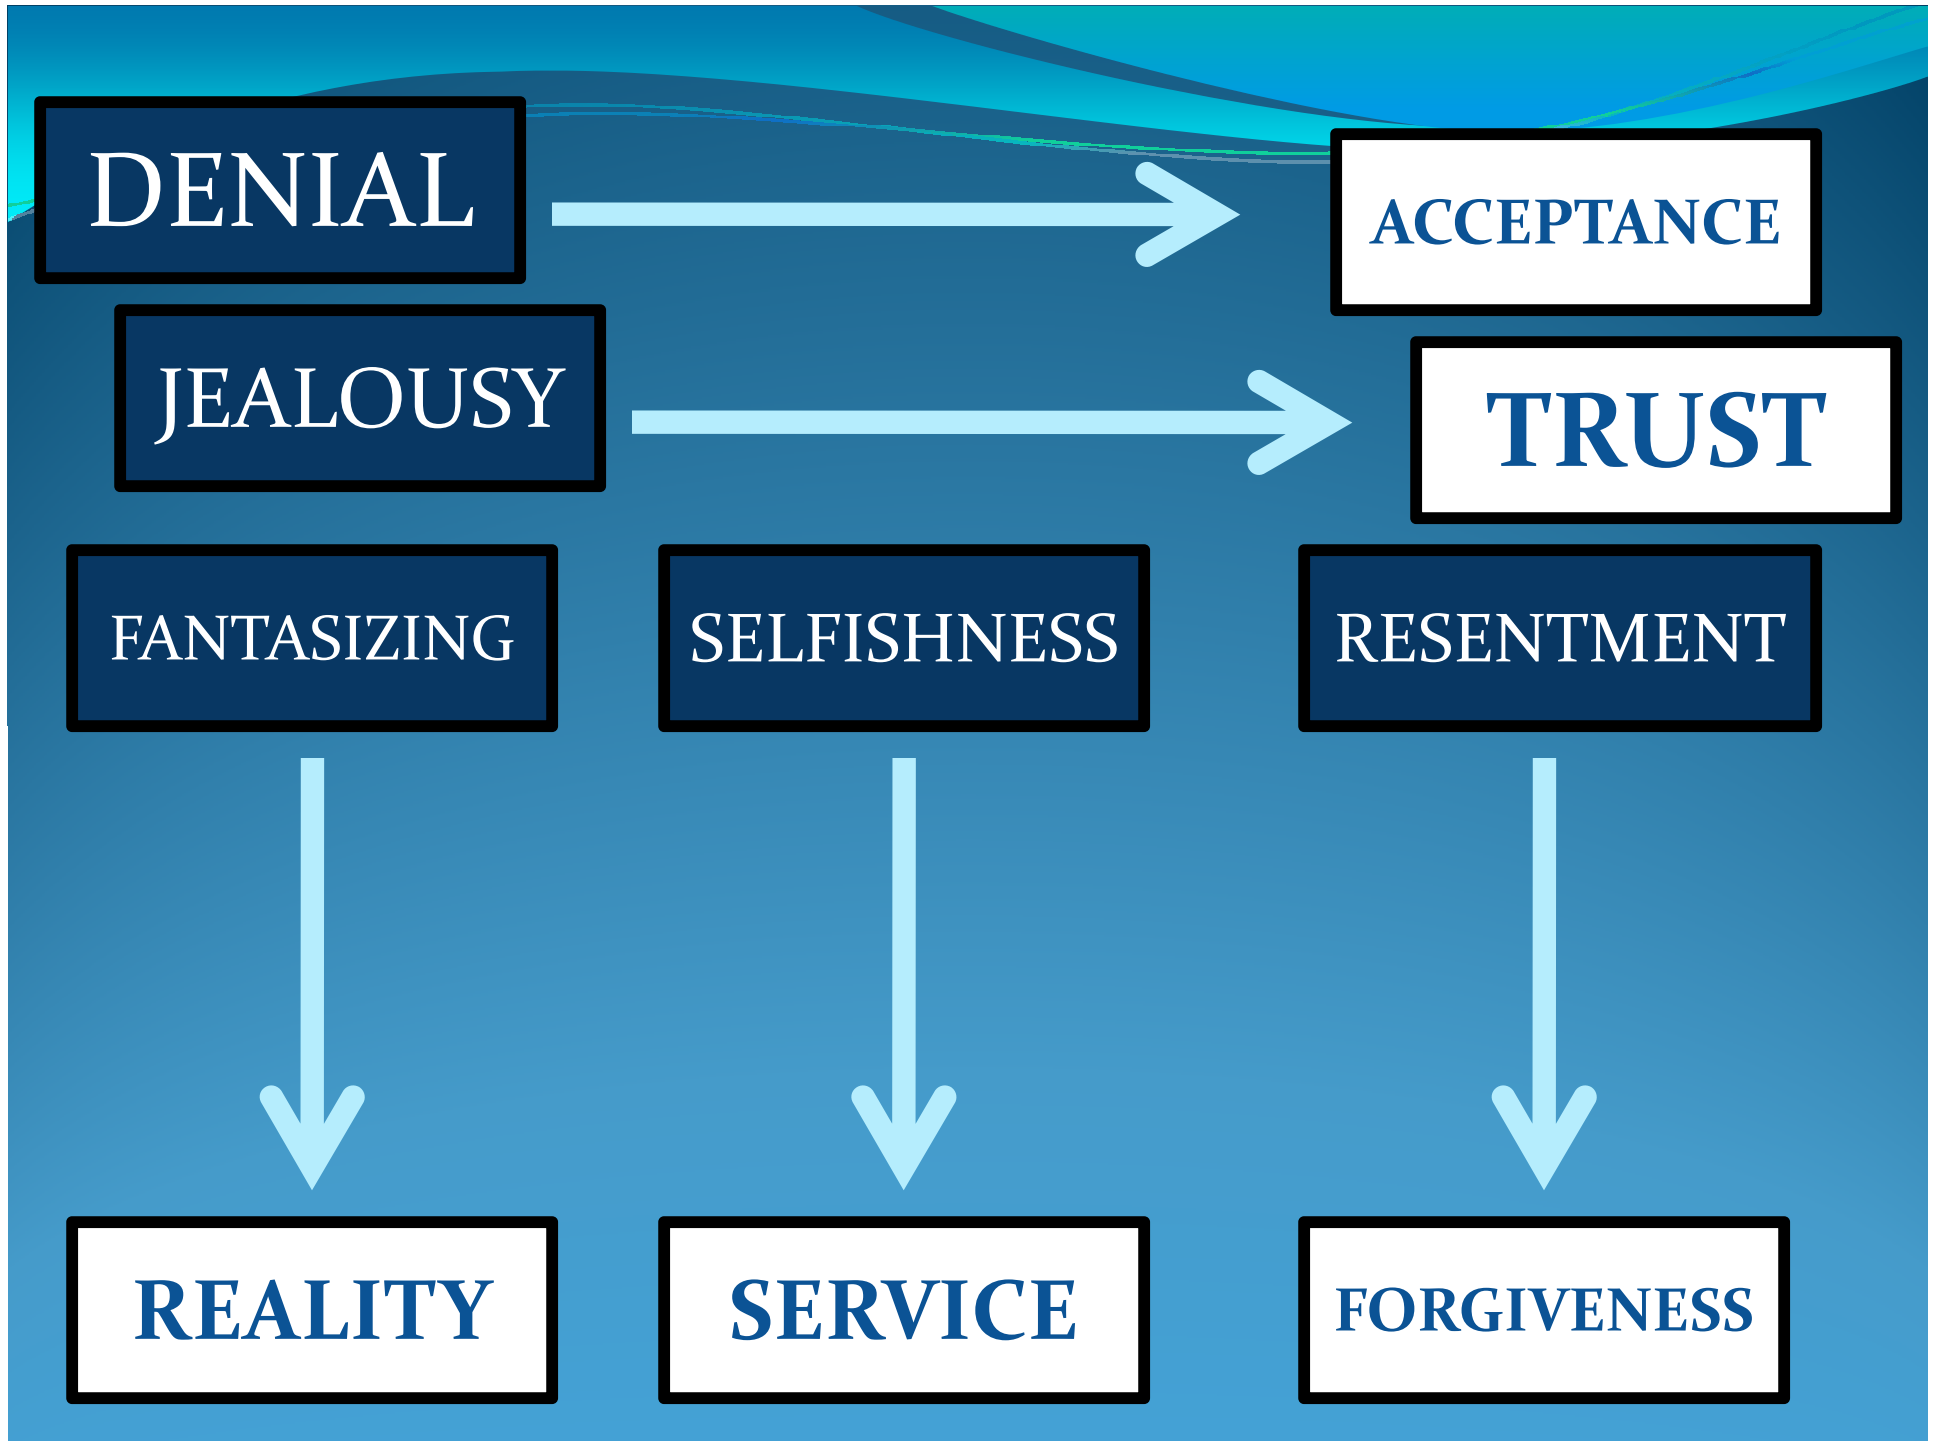 DENIAL
ACCEPTANCE
JEALOUSY
TRUST
FANTASIZING
SELFISHNESS
RESENTMENT
REALITY
SERVICE
FORGIVENESS